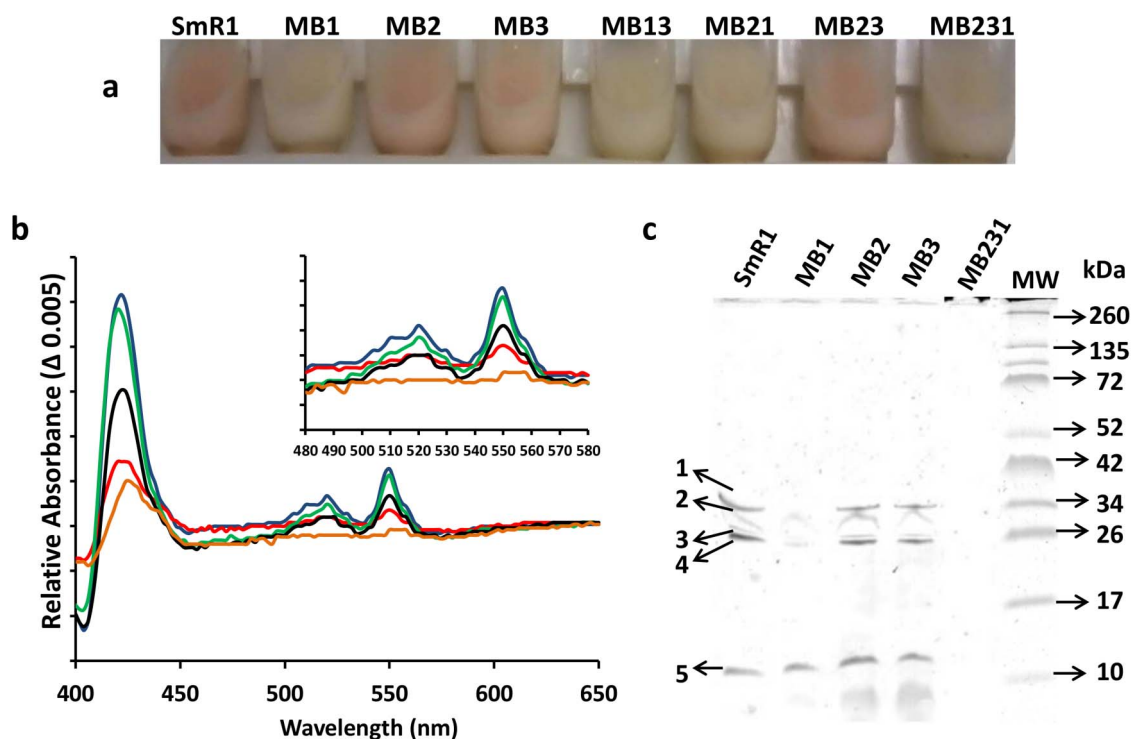 SmR1 MB1 MB2 MB3 MB13 MB21 MB23 MB231
a
b
Relative Absorbance (Δ 0.005)
480 490 500 510 520 530 540 550 560 570 580
400 450 500 550 600 650
Wavelength (nm)
c
SmR1 MB1 MB2 MB3 MB231 MW kDa
260
135
72
52
42
34
26
17
10
1
2
3
4
5